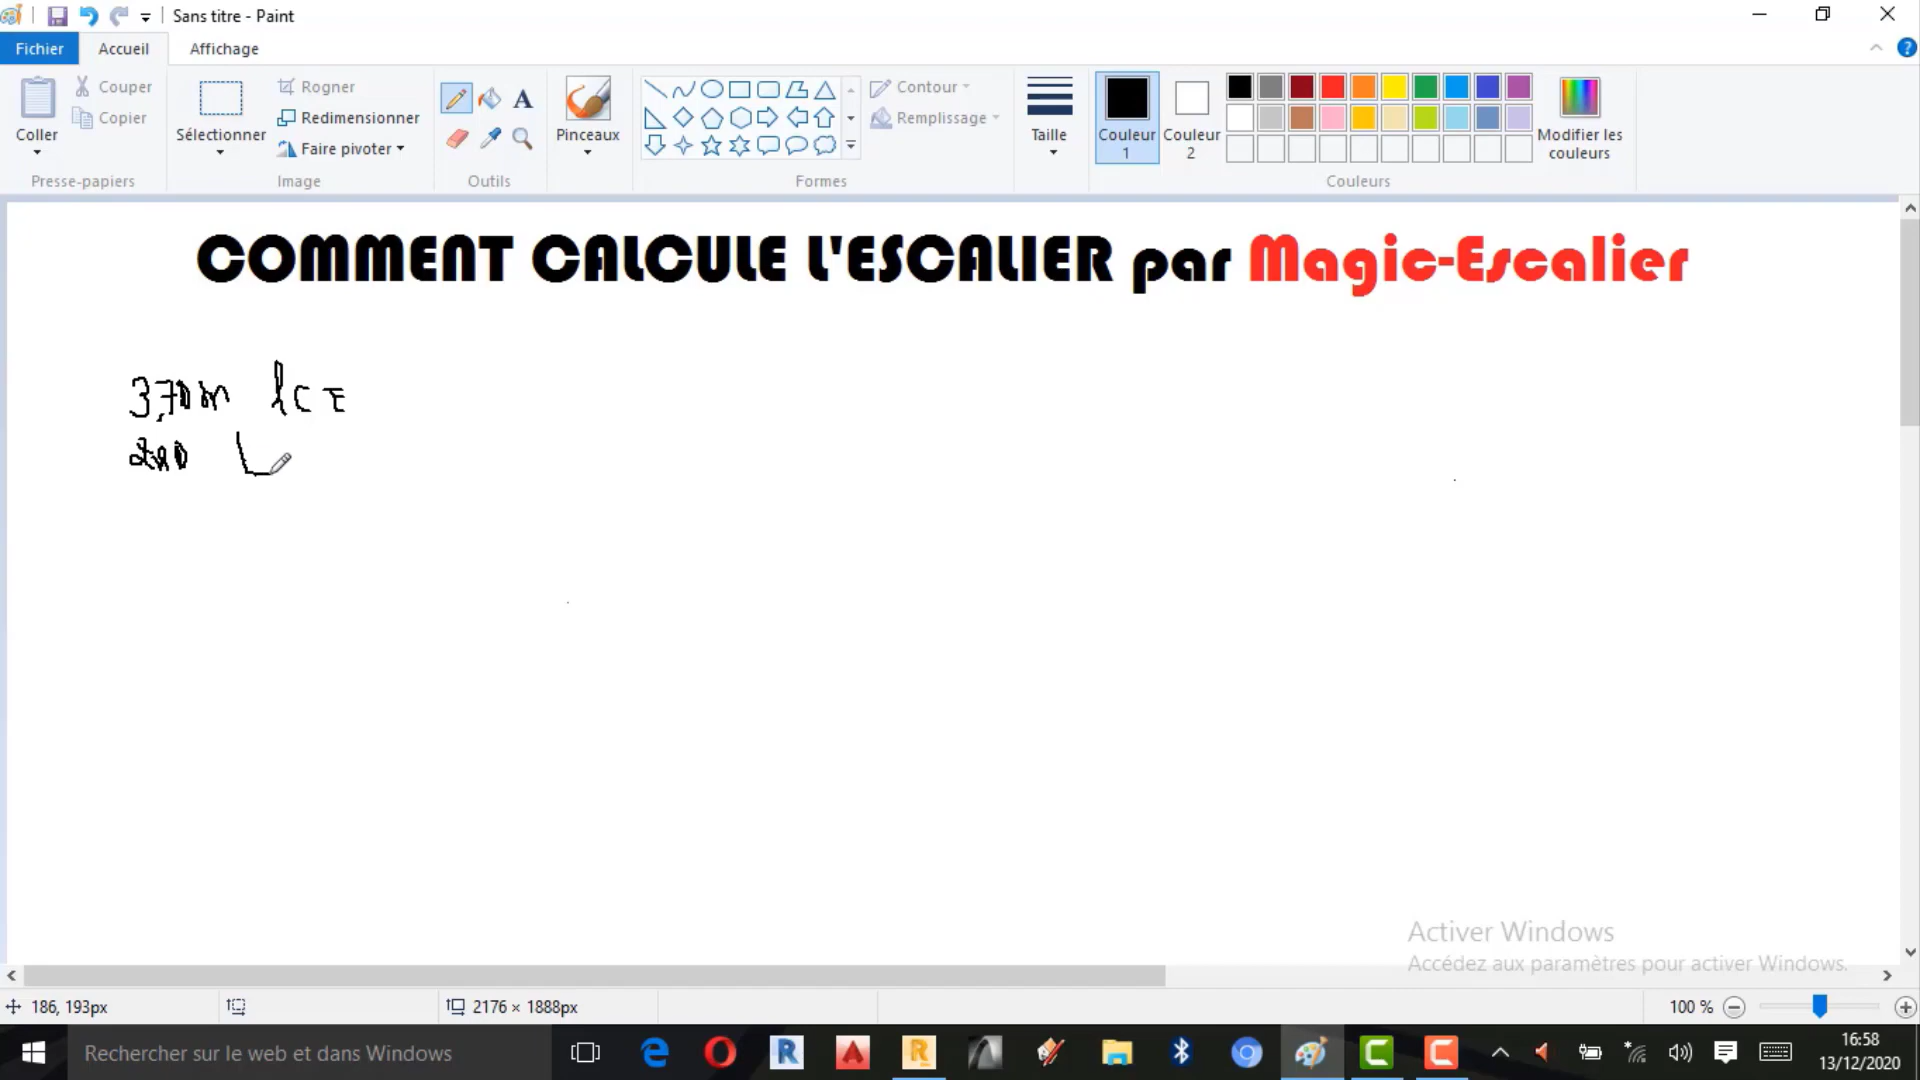 Sans titre - Paint
Fichier Accueil Affichage
Coller
Couper
Copier
Presse-papiers
Sélectionner
Rogner
Redimensionner
Faire pivoter
Image
A
Outils
Pinceaux
Formes
Contour
Remplissage
Taille
Couleur 1
Couleur 2
Couleurs
Modifier les couleurs
COMMENT CALCULE L'ESCALIER par Magic-Escalier
3,70m lc =
L
Activer Windows
Accédez aux paramètres pour activer Windows.
186, 193px
2176 × 1888px
100 %
Rechercher sur le web et dans Windows
16:58
13/12/2020